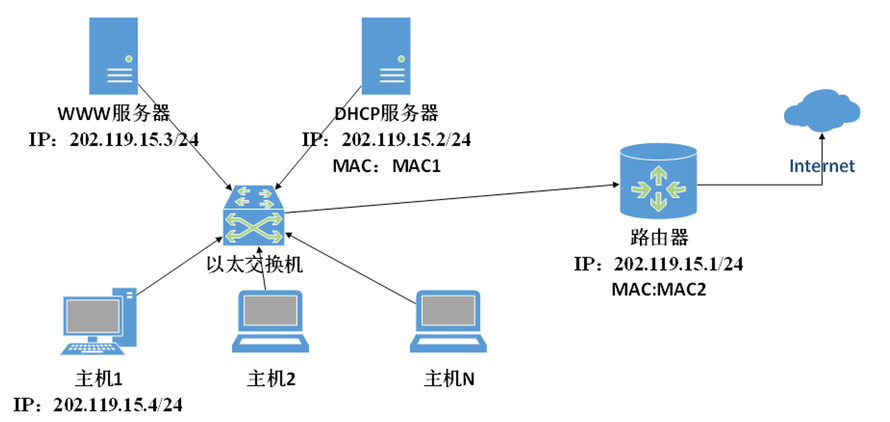 WWW服务器
IP：202.119.15.3/24
DHCP服务器
IP：202.119.15.2/24
MAC：MAC1
Internet
以太交换机
路由器
IP：202.119.15.1/24
MAC:MAC2
主机1
IP：202.119.15.4/24
主机2
主机N